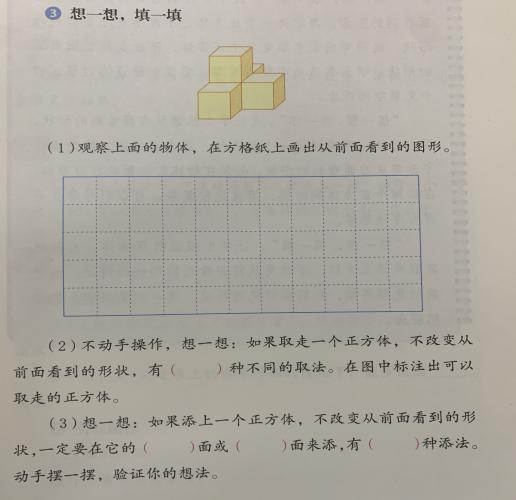 3 想一想，填一填
（1）观察上面的物体，在方格纸上画出从前面看到的图形。
（2）不动手操作，想一想：如果取走一个正方体，不改变从
前面看到的形状，有（　　）种不同的取法。在图中标注出可以
取走的正方体。
（3）想一想：如果添上一个正方体，不改变从前面看到的形
状，一定要在它的（　　）面或（　　）面来添，有（　　）种添法。
动手摆一摆，验证你的想法。